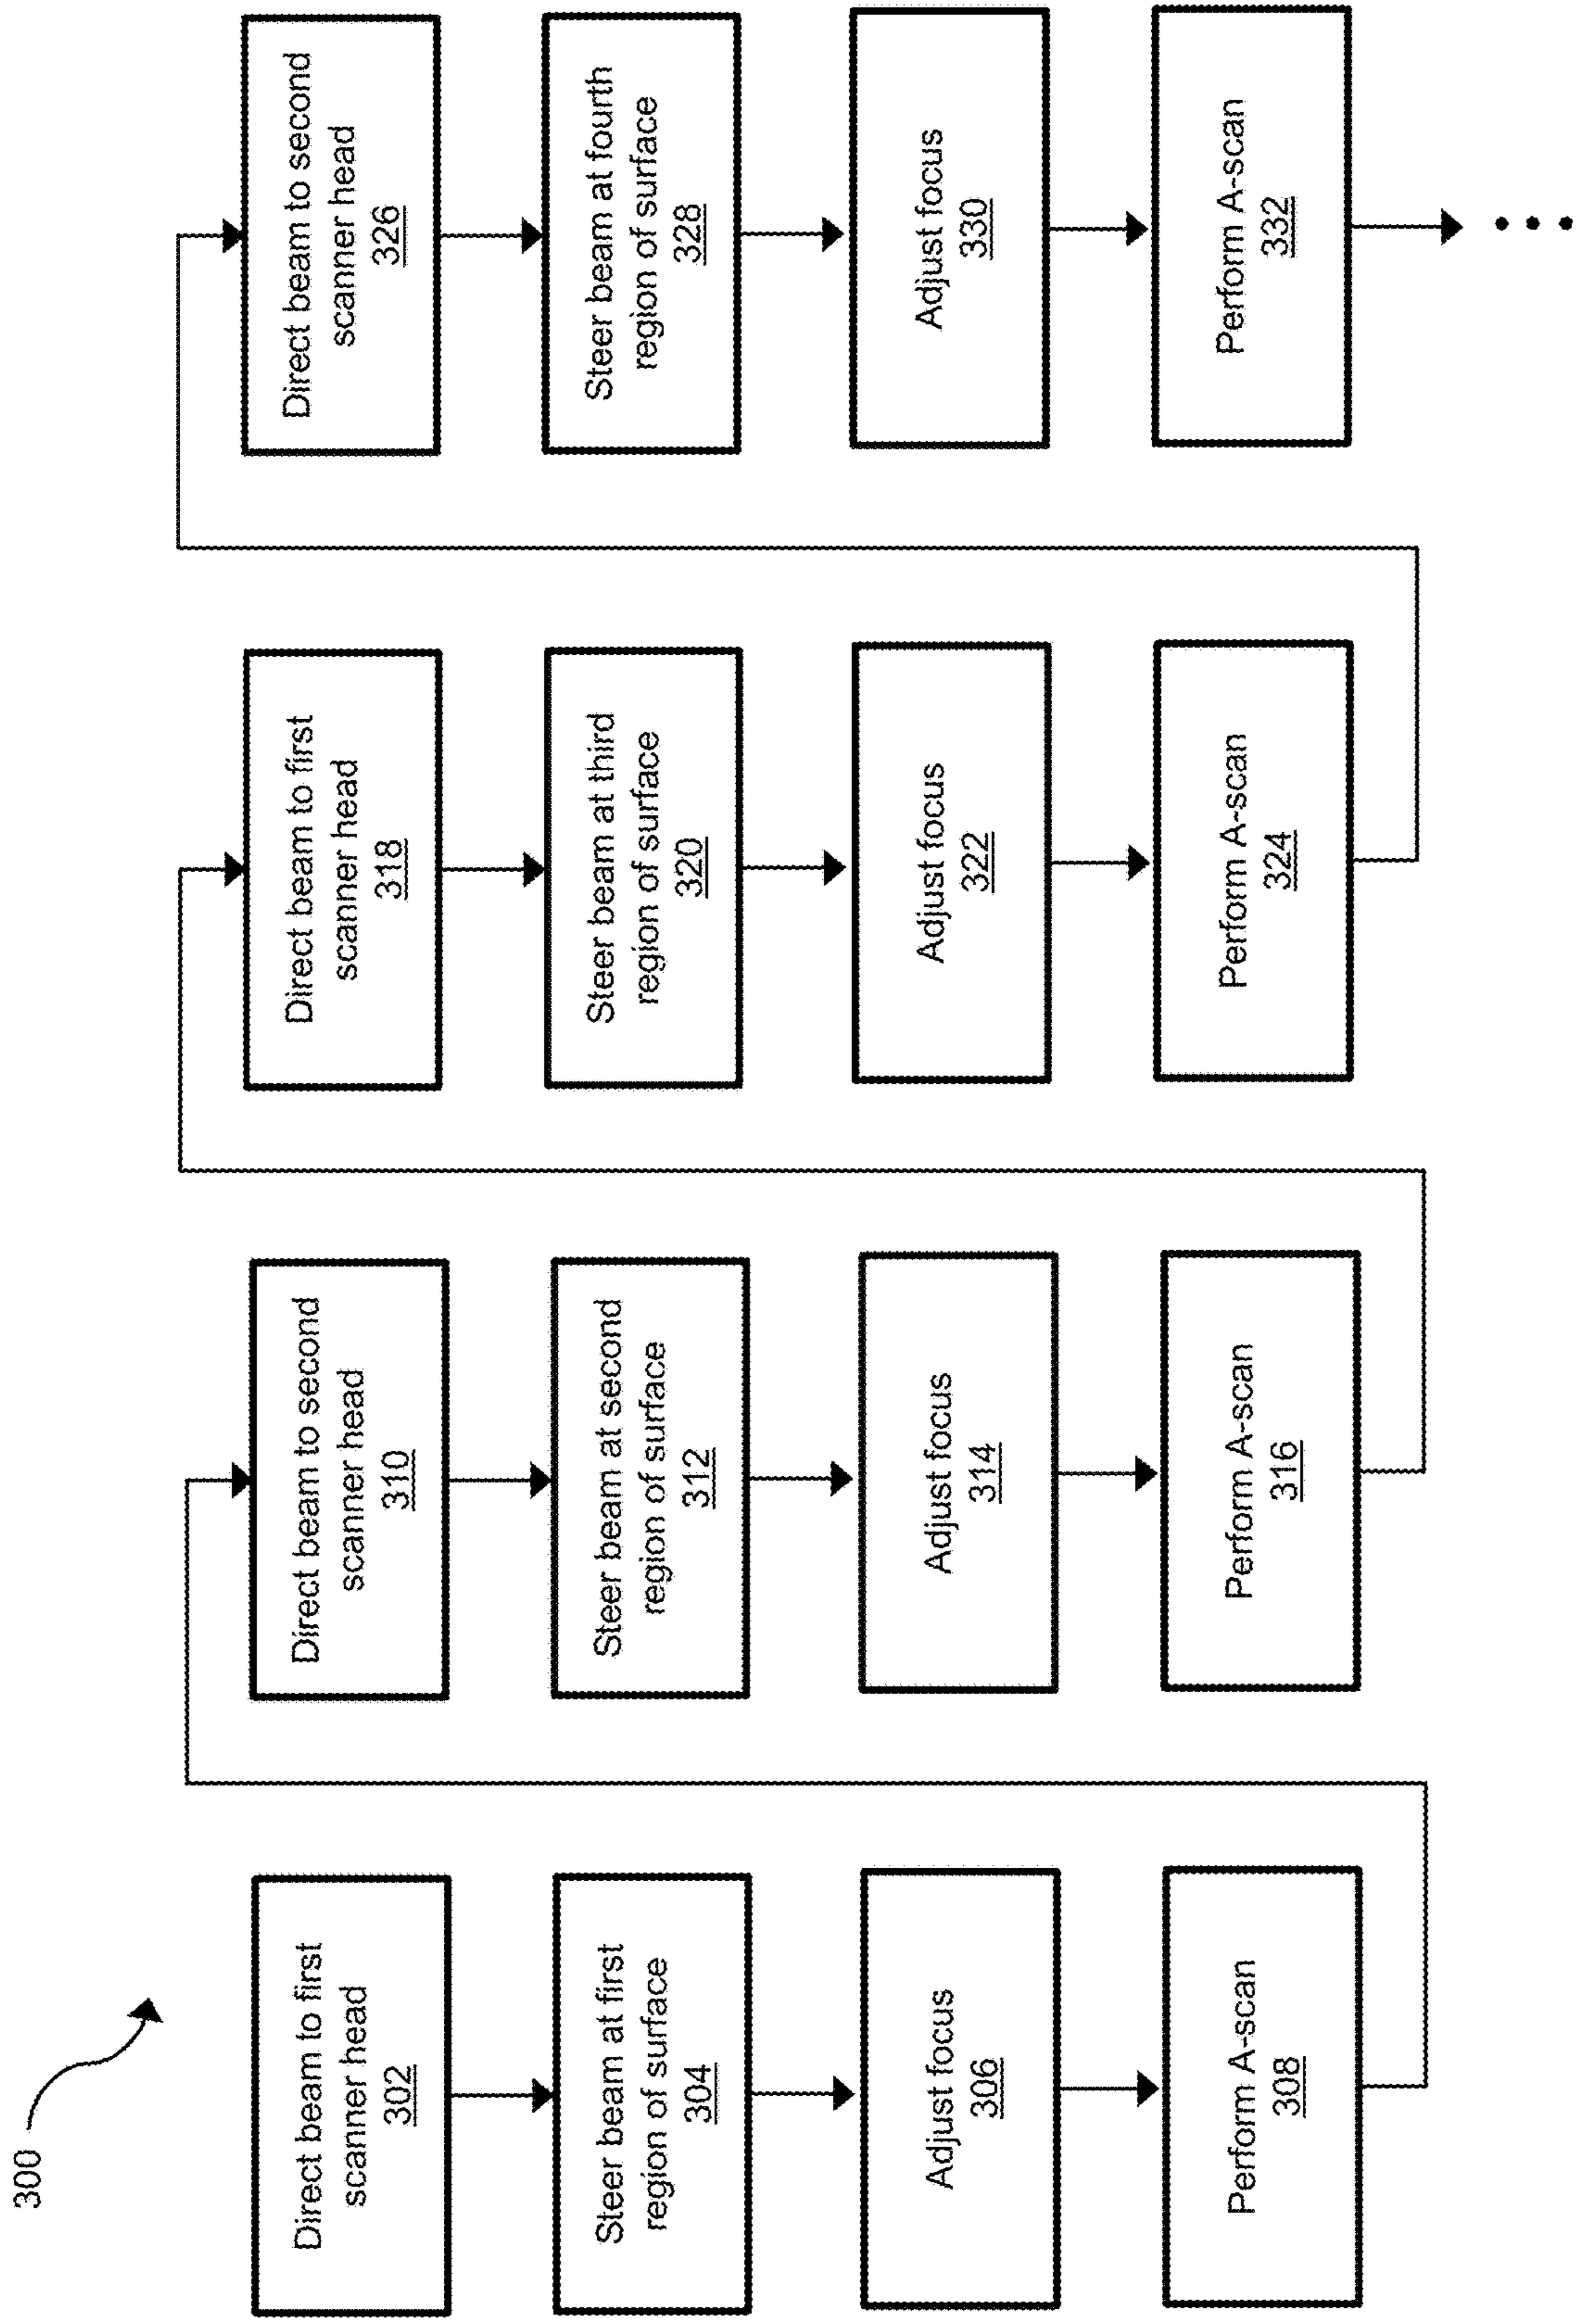 300
Direct beam to first
scanner head
302
Steer beam at first
region of surface
304
Adjust focus
306
Perform A-scan
308
Direct beam to second
scanner head
310
Steer beam at second
region of surface
312
Adjust focus
314
Perform A-scan
316
Direct beam to first
scanner head
318
Steer beam at third
region of surface
320
Adjust focus
322
Perform A-scan
324
Direct beam to second
scanner head
326
Steer beam at fourth
region of surface
328
Adjust focus
330
Perform A-scan
332